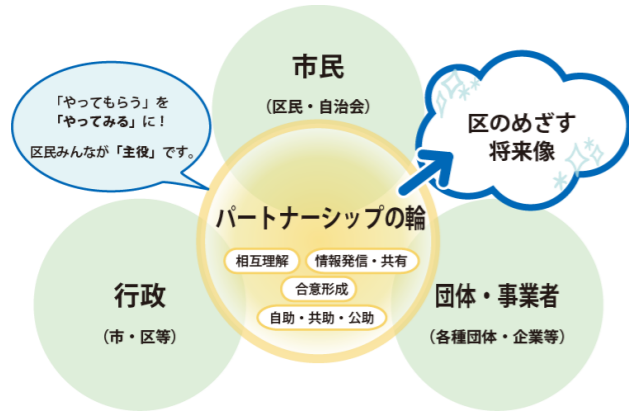 市民
（区民・自治会）
「やってもらう」を
「やってみる」に！
区民みんなが「主役」です。
区のめざす
将来像
パートナーシップの輪
相互理解
情報発信・共有
合意形成
自助・共助・公助
行政
（市・区等）
団体・事業者
（各種団体・企業等）